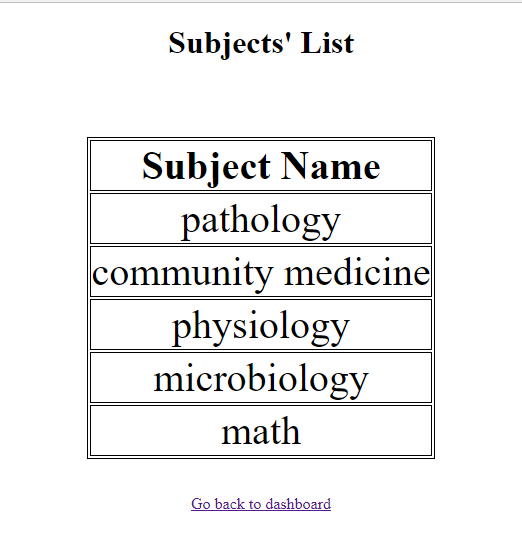 Subjects' List
Subject Name
pathology
community medicine
physiology
microbiology
math
Go back to dashboard